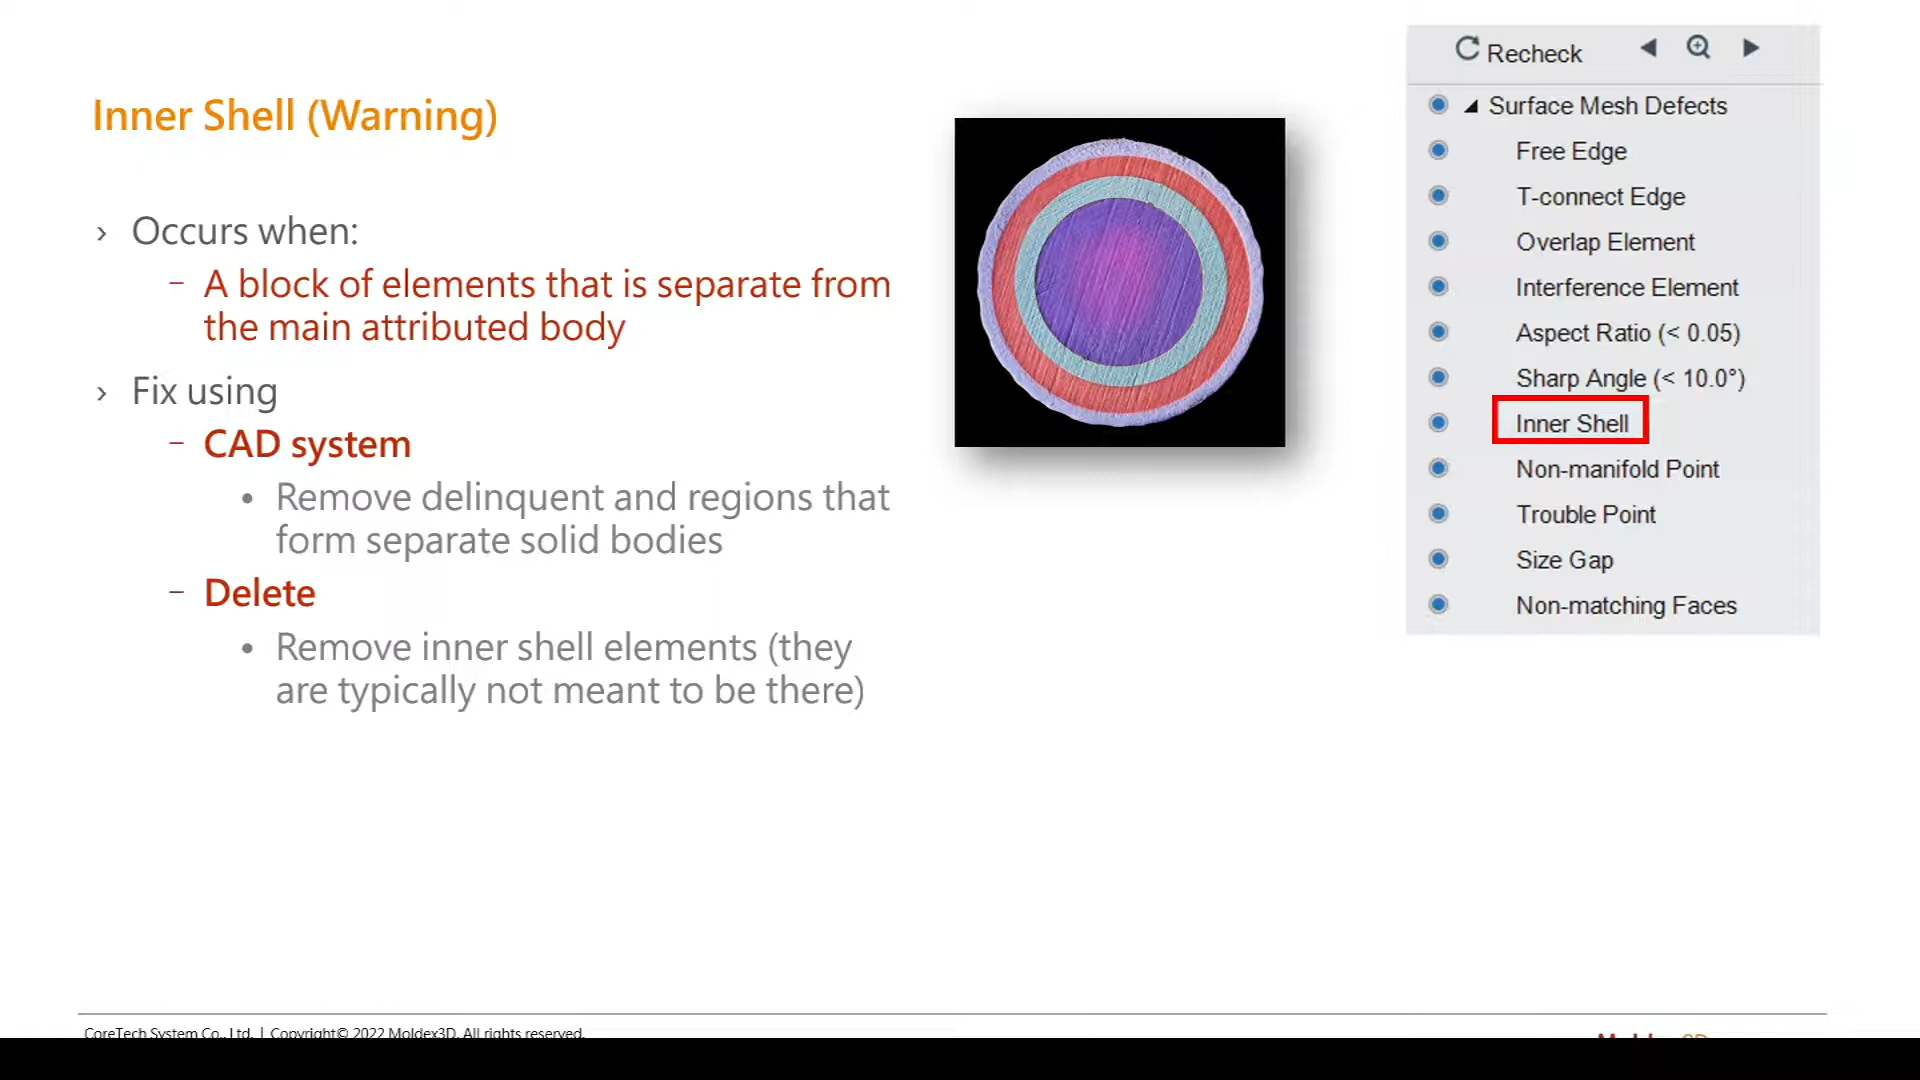 Inner Shell (Warning)
› Occurs when:
– A block of elements that is separate from
the main attributed body
› Fix using
– CAD system
• Remove delinquent and regions that
form separate solid bodies
– Delete
• Remove inner shell elements (they
are typically not meant to be there)
Recheck
Surface Mesh Defects
Free Edge
T-connect Edge
Overlap Element
Interference Element
Aspect Ratio (< 0.05)
Sharp Angle (< 10.0°)
Inner Shell
Non-manifold Point
Trouble Point
Size Gap
Non-matching Faces
CoreTech System Co., Ltd. | Copyright© 2022 Moldex3D. All rights reserved.